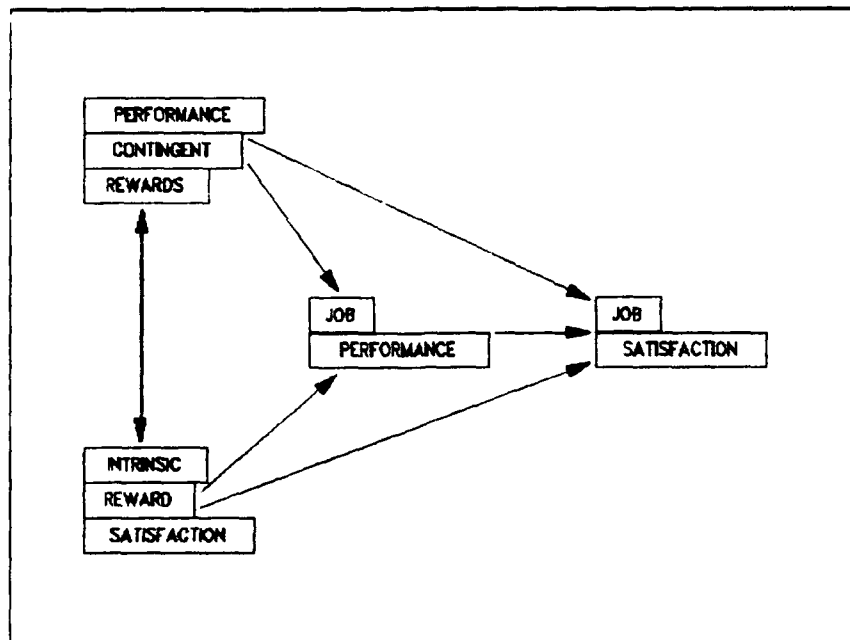 PERFORMANCE
CONTINGENT
REWARDS
JOB
PERFORMANCE
JOB
SATISFACTION
INTRINSIC
REWARD
SATISFACTION